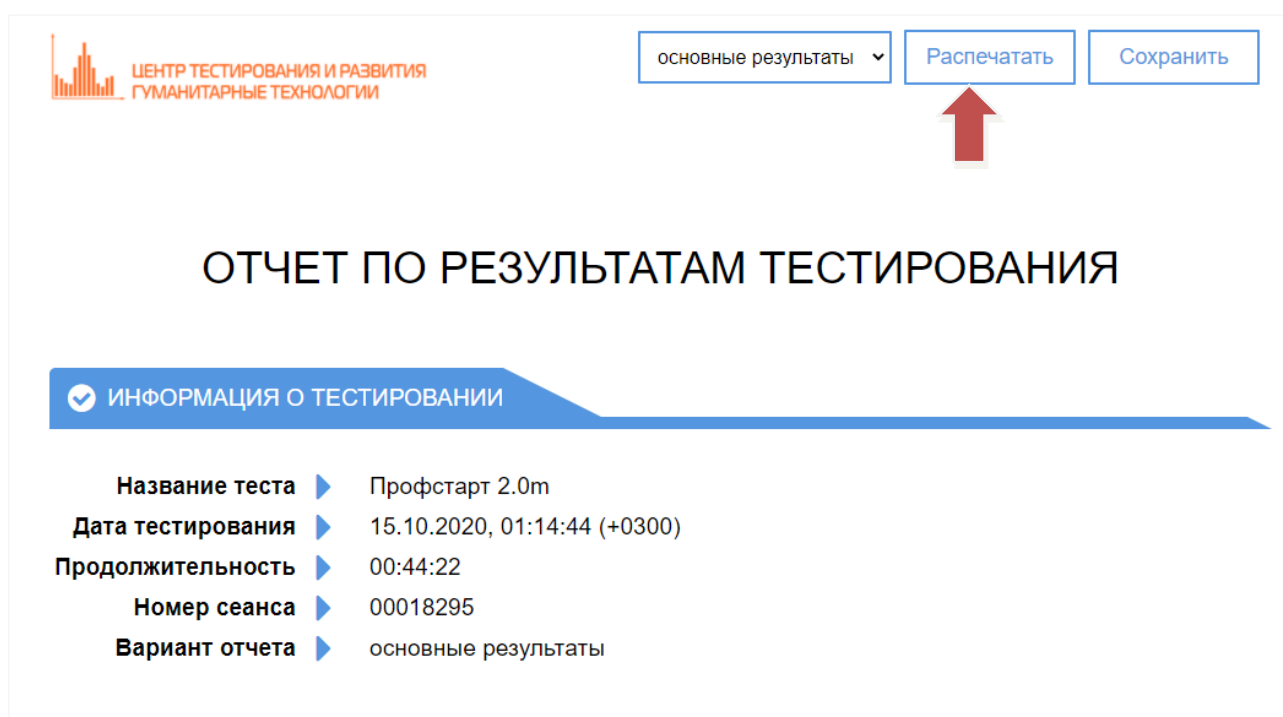 ЦЕНТР ТЕСТИРОВАНИЯ И РАЗВИТИЯ
ГУМАНИТАРНЫЕ ТЕХНОЛОГИИ
основные результаты
Распечатать
Сохранить
ОТЧЕТ ПО РЕЗУЛЬТАТАМ ТЕСТИРОВАНИЯ
ИНФОРМАЦИЯ О ТЕСТИРОВАНИИ
Название теста Профстарт 2.0m
Дата тестирования 15.10.2020, 01:14:44 (+0300)
Продолжительность 00:44:22
Номер сеанса 00018295
Вариант отчета основные результаты